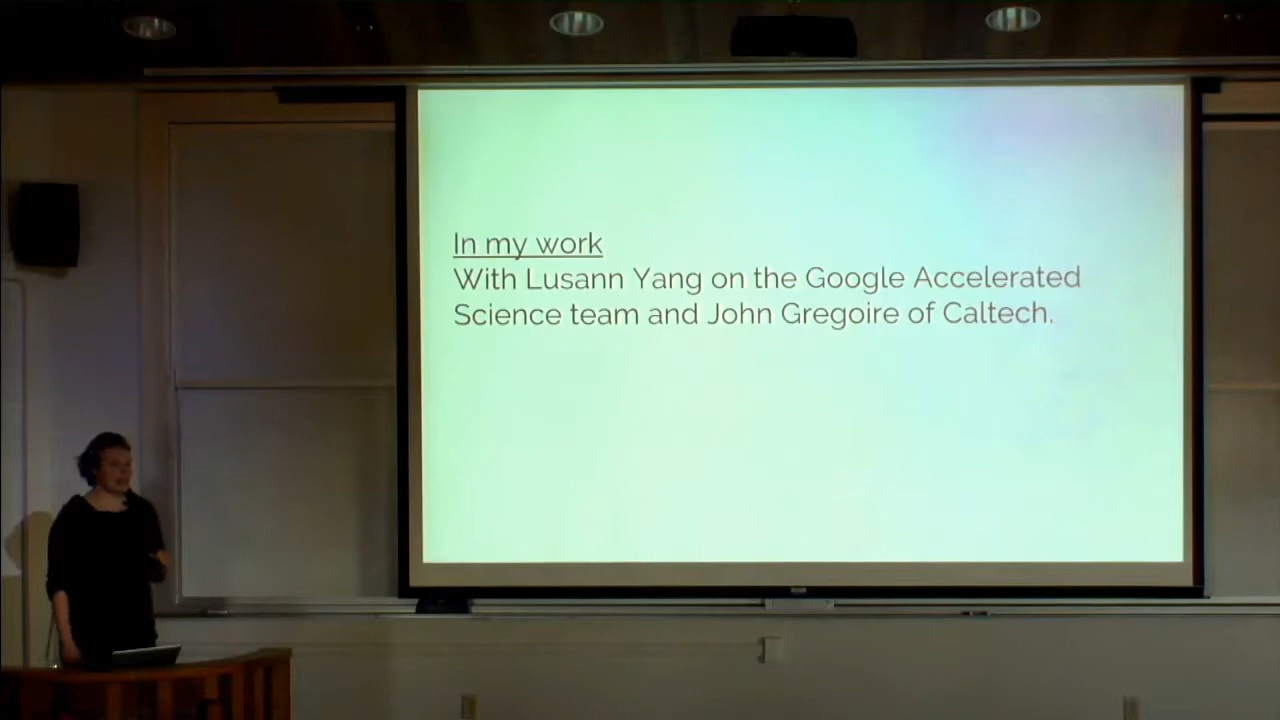 In my work
With Lusann Yang on the Google Accelerated
Science team and John Gregoire of Caltech.